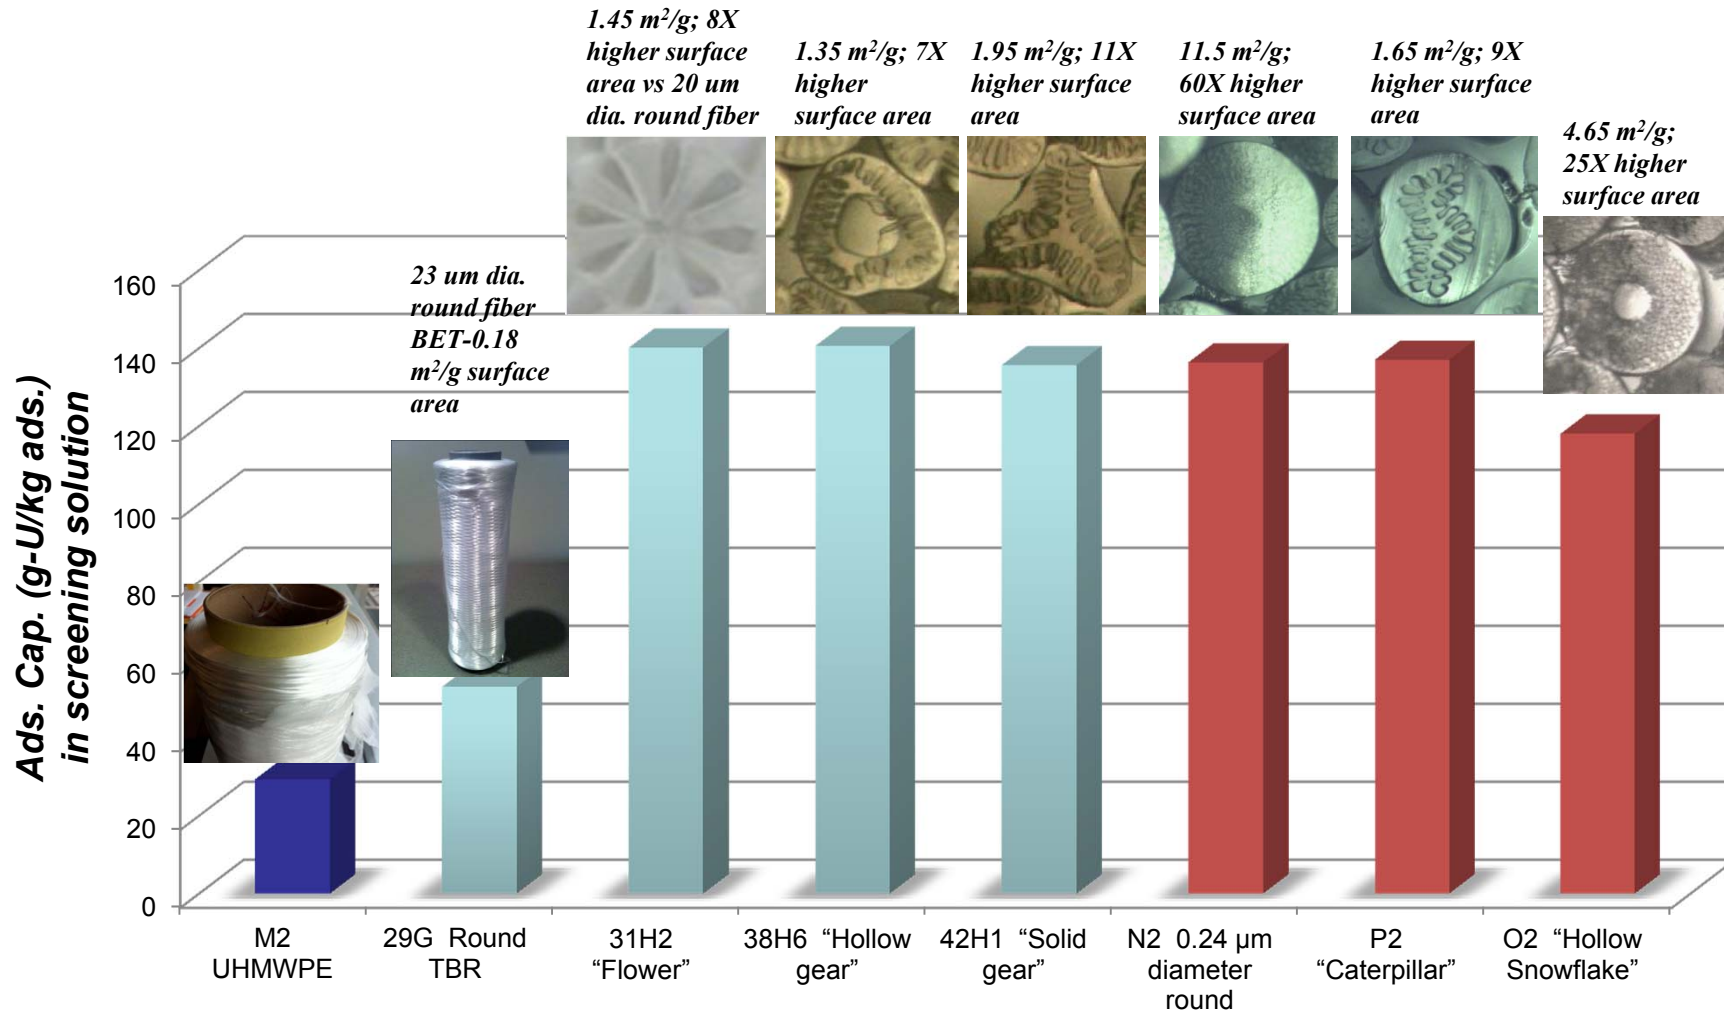 1.45 m²/g; 8X
higher surface
area vs 20 um
dia. round fiber
1.35 m²/g; 7X
higher
surface area
1.95 m²/g; 11X
higher surface
area
11.5 m²/g;
60X higher
surface area
1.65 m²/g; 9X
higher surface
area
4.65 m²/g;
25X higher
surface area
23 um dia.
round fiber
BET-0.18
m²/g surface
area
Ads. Cap. (g-U/kg ads.)
in screening solution
160
140
120
100
80
60
40
20
0
M2
UHMWPE
29G Round
TBR
31H2
“Flower”
38H6 “Hollow
gear”
42H1 “Solid
gear”
N2 0.24 µm
diameter
round
P2
“Caterpillar”
O2 “Hollow
Snowflake”